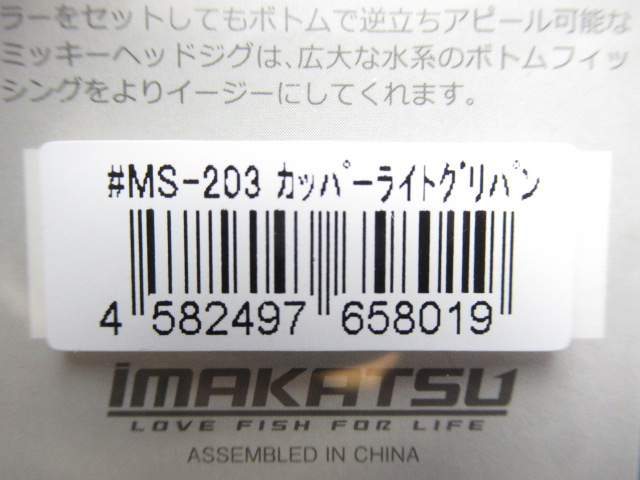 ラーをセットしてもボトムで逆立ちアピール可能な
ミッキーヘッドジグは、広大な水系のボトムフィッ
シングをよりイージーにしてくれます。
#MS-203 カッパーライトグリパン
4 582497 658019
imakatsu
LOVE FISH FOR LIFE
ASSEMBLED IN CHINA